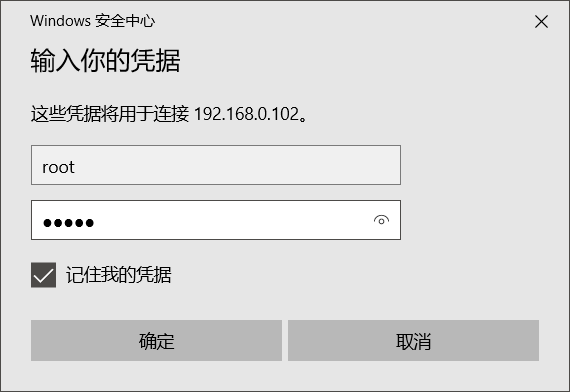 Windows 安全中心
输入你的凭据
这些凭据将用于连接 192.168.0.102。
root
●●●●●
记住我的凭据
确定
取消